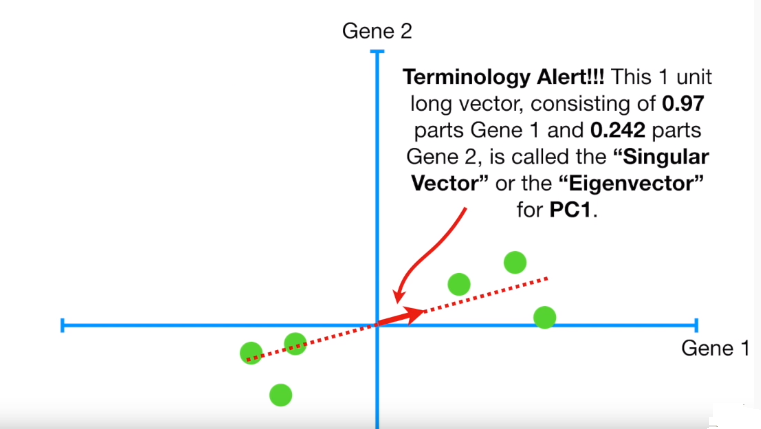 Gene 2
Terminology Alert!!! This 1 unit
long vector, consisting of 0.97
parts Gene 1 and 0.242 parts
Gene 2, is called the “Singular
Vector” or the “Eigenvector”
for PC1.
Gene 1